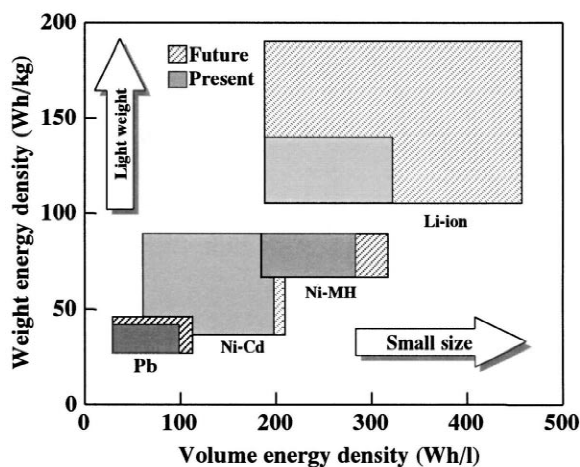 Weight energy density (Wh/kg)
200
150
100
50
0
Light weight
Future
Present
Li-ion
Ni-MH
Ni-Cd
Pb
Small size
0 100 200 300 400 500
Volume energy density (Wh/l)